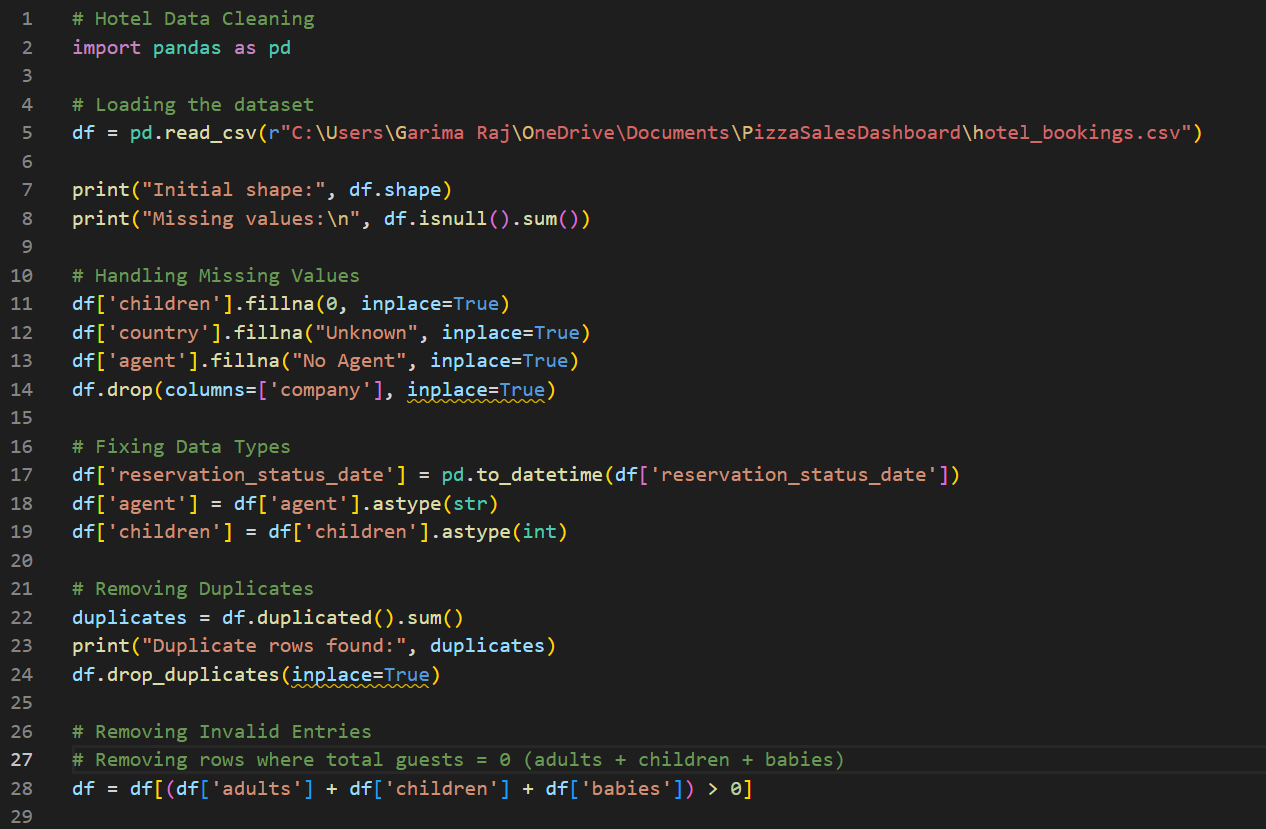 1 # Hotel Data Cleaning
2 import pandas as pd
3
4 # Loading the dataset
5 df = pd.read_csv(r"C:\Users\Garima Raj\OneDrive\Documents\PizzaSalesDashboard\hotel_bookings.csv")
6
7 print("Initial shape:", df.shape)
8 print("Missing values:\n", df.isnull().sum())
9
10 # Handling Missing Values
11 df['children'].fillna(0, inplace=True)
12 df['country'].fillna("Unknown", inplace=True)
13 df['agent'].fillna("No Agent", inplace=True)
14 df.drop(columns=['company'], inplace=True)
15
16 # Fixing Data Types
17 df['reservation_status_date'] = pd.to_datetime(df['reservation_status_date'])
18 df['agent'] = df['agent'].astype(str)
19 df['children'] = df['children'].astype(int)
20
21 # Removing Duplicates
22 duplicates = df.duplicated().sum()
23 print("Duplicate rows found:", duplicates)
24 df.drop_duplicates(inplace=True)
25
26 # Removing Invalid Entries
27 # Removing rows where total guests = 0 (adults + children + babies)
28 df = df[(df['adults'] + df['children'] + df['babies']) > 0]
29